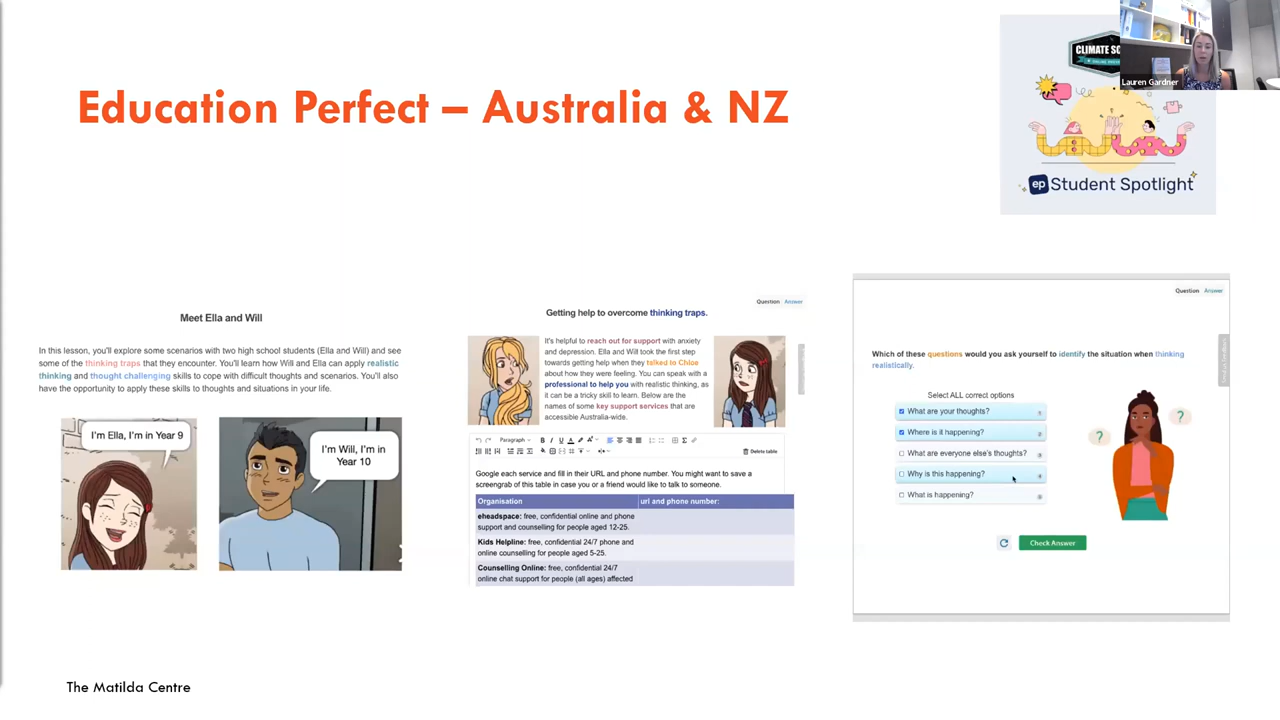 Education Perfect – Australia & NZ
CLIMATE SC
Lauren Gardner
ep Student Spotlight
Meet Ella and Will
In this lesson, you'll explore some scenarios with two high school students (Ella and Will) and see
some of the thinking traps that they encounter. You'll learn how Will and Ella can apply realistic
thinking and thought challenging skills to cope with difficult thoughts and scenarios. You'll also
have the opportunity to apply these skills to thoughts and situations in your life.
I'm Ella, I'm in Year 9
I'm Will, I'm in
Year 10
Question Answer
Getting help to overcome thinking traps.
It's helpful to reach out for support with anxiety
and depression. Ella and Will took the first step
towards getting help when they talked to Chloe
about how they were feeling. You can speak with a
professional to help you with realistic thinking, as
it can be a tricky skill to learn. Below are the
names of some key support services that are
accessible Australia-wide.
Paragraph
Delete table
Google each service and fill in their URL and phone number. You might want to save a
screengrab of this table in case you or a friend would like to talk to someone.
Organisation url and phone number:
eheadspace: free, confidential online and phone
support and counselling for people aged 12-25.
Kids Helpline: free, confidential 24/7 phone and
online counselling for people aged 5-25.
Counselling Online: free, confidential 24/7
online chat support for people (all ages) affected
Question Answer
Which of these questions would you ask yourself to identify the situation when thinking
realistically.
Select ALL correct options
What are your thoughts?
Where is it happening?
What are everyone else's thoughts?
Why is this happening?
What is happening?
Check Answer
The Matilda Centre